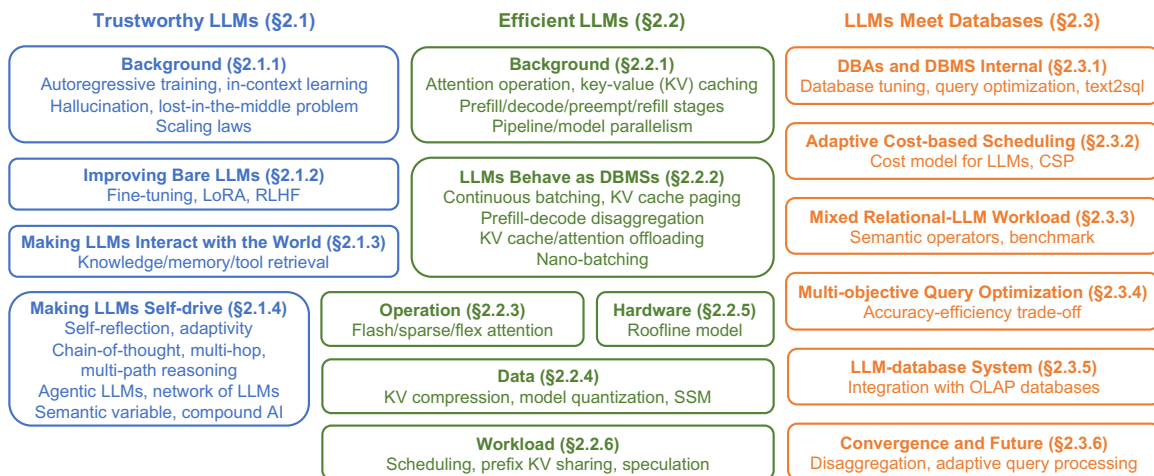 Trustworthy LLMs (§2.1)
Background (§2.1.1)
Autoregressive training, in-context learning
Hallucination, lost-in-the-middle problem
Scaling laws
Improving Bare LLMs (§2.1.2)
Fine-tuning, LoRA, RLHF
Making LLMs Interact with the World (§2.1.3)
Knowledge/memory/tool retrieval
Making LLMs Self-drive (§2.1.4)
Self-reflection, adaptivity
Chain-of-thought, multi-hop,
multi-path reasoning
Agentic LLMs, network of LLMs
Semantic variable, compound AI
Efficient LLMs (§2.2)
Background (§2.2.1)
Attention operation, key-value (KV) caching
Prefill/decode/preempt/refill stages
Pipeline/model parallelism
LLMs Behave as DBMSs (§2.2.2)
Continuous batching, KV cache paging
Prefill-decode disaggregation
KV cache/attention offloading
Nano-batching
Operation (§2.2.3)
Flash/sparse/flex attention
Hardware (§2.2.5)
Roofline model
Data (§2.2.4)
KV compression, model quantization, SSM
Workload (§2.2.6)
Scheduling, prefix KV sharing, speculation
LLMs Meet Databases (§2.3)
DBAs and DBMS Internal (§2.3.1)
Database tuning, query optimization, text2sql
Adaptive Cost-based Scheduling (§2.3.2)
Cost model for LLMs, CSP
Mixed Relational-LLM Workload (§2.3.3)
Semantic operators, benchmark
Multi-objective Query Optimization (§2.3.4)
Accuracy-efficiency trade-off
LLM-database System (§2.3.5)
Integration with OLAP databases
Convergence and Future (§2.3.6)
Disaggregation, adaptive query processing